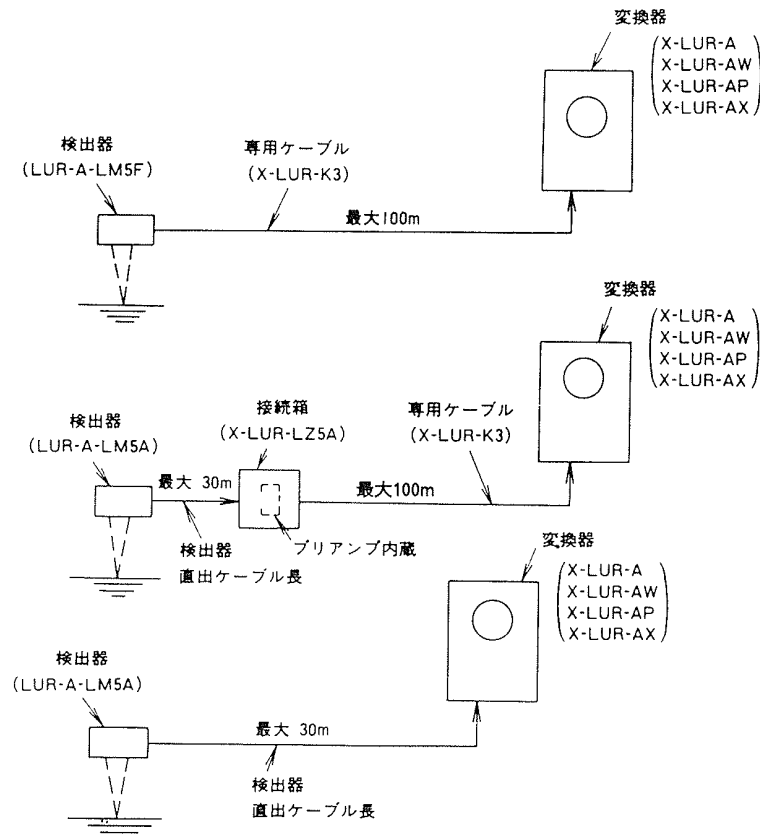 変換器
X-LUR-A
X-LUR-AW
X-LUR-AP
X-LUR-AX
検出器
(LUR-A-LM5F)
専用ケーブル
(X-LUR-K3)
最大100m
変換器
X-LUR-A
X-LUR-AW
X-LUR-AP
X-LUR-AX
検出器
(LUR-A-LM5A)
接続箱
(X-LUR-LZ5A)
専用ケーブル
(X-LUR-K3)
最大 30m
最大100m
検出器
直出ケーブル長
プリアンプ内蔵
変換器
X-LUR-A
X-LUR-AW
X-LUR-AP
X-LUR-AX
検出器
(LUR-A-LM5A)
最大 30m
検出器
直出ケーブル長